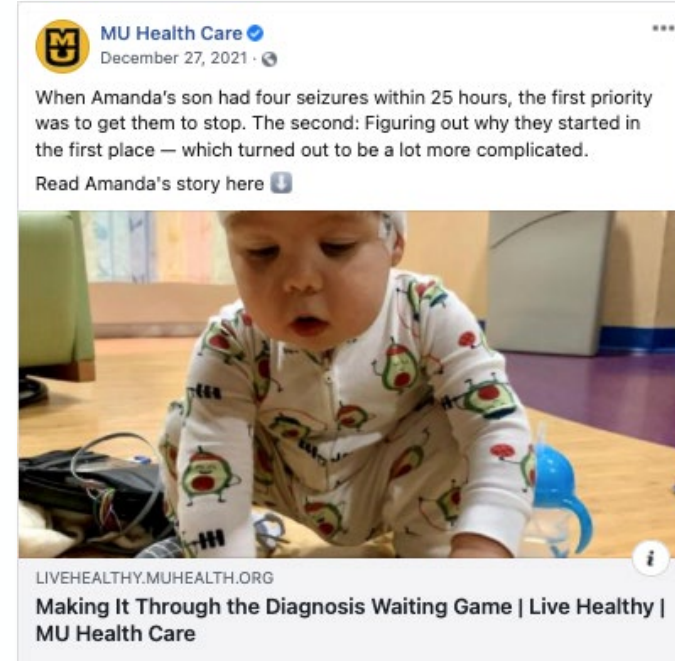 MU Health Care
December 27, 2021 ·
When Amanda's son had four seizures within 25 hours, the first priority
was to get them to stop. The second: Figuring out why they started in
the first place — which turned out to be a lot more complicated.
Read Amanda's story here
LIVEHEALTHY.MUHEALTH.ORG
Making It Through the Diagnosis Waiting Game | Live Healthy |
MU Health Care